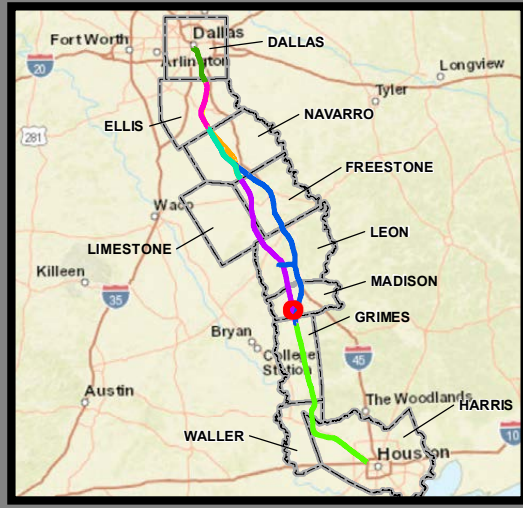 Fort Worth
Dallas
DALLAS
Arlington
20
Longview
Tyler
ELLIS
NAVARRO
281
FREESTONE
Waco
LEON
LIMESTONE
Killeen
MADISON
35
GRIMES
Bryan
College
Station
45
Austin
The Woodlands
HARRIS
WALLER
10
Houston